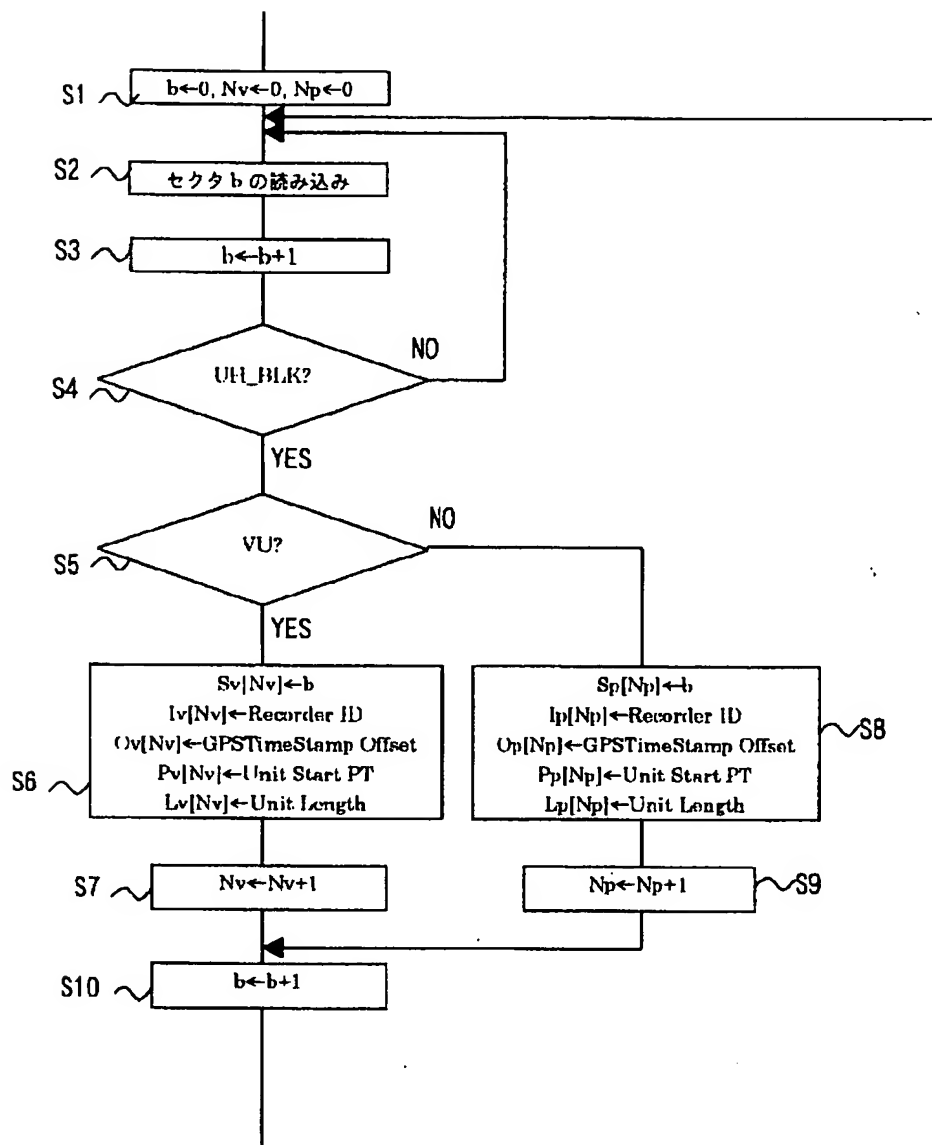 S1
b←0, Nv←0, Np←0
S2
セクタ b の読み込み
S3
b←b+1
S4
UH_BLK?
NO
YES
S5
VU?
NO
YES
S6
Sv[Nv]←b
Iv[Nv]←Recorder ID
Ov[Nv]←GPSTimeStamp Offset
Pv[Nv]←Unit Start PT
Lv[Nv]←Unit Length
Sp[Np]←b
Ip[Np]←Recorder ID
Op[Np]←GPSTimeStamp Offset
Pp[Np]←Unit Start PT
Lp[Np]←Unit Length
S8
S7
Nv←Nv+1
Np←Np+1
S9
S10
b←b+1